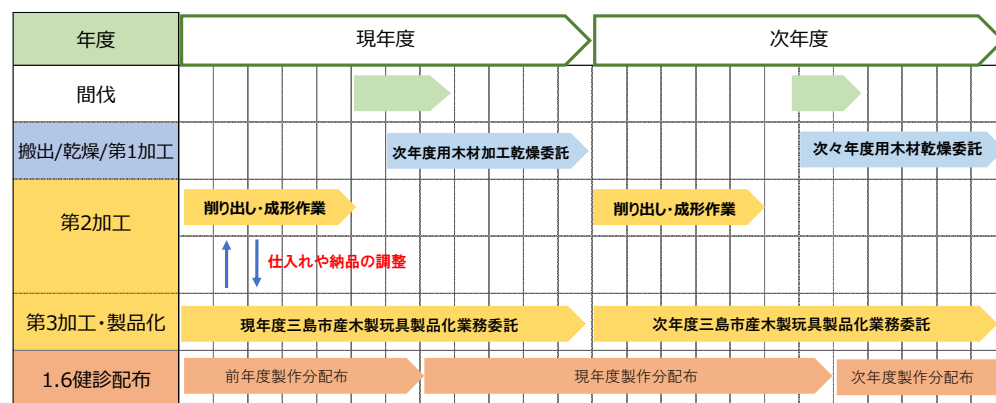 年度 現年度 次年度
間伐
搬出/乾燥/第1加工 次年度用木材加工乾燥委託 次々年度用木材乾燥委託
第2加工 削り出し・成形作業 削り出し・成形作業
仕入れや納品の調整
第3加工・製品化 現年度三島市産木製玩具製品化業務委託 次年度三島市産木製玩具製品化業務委託
1.6健診配布 前年度製作分配布 現年度製作分配布 次年度製作分配布